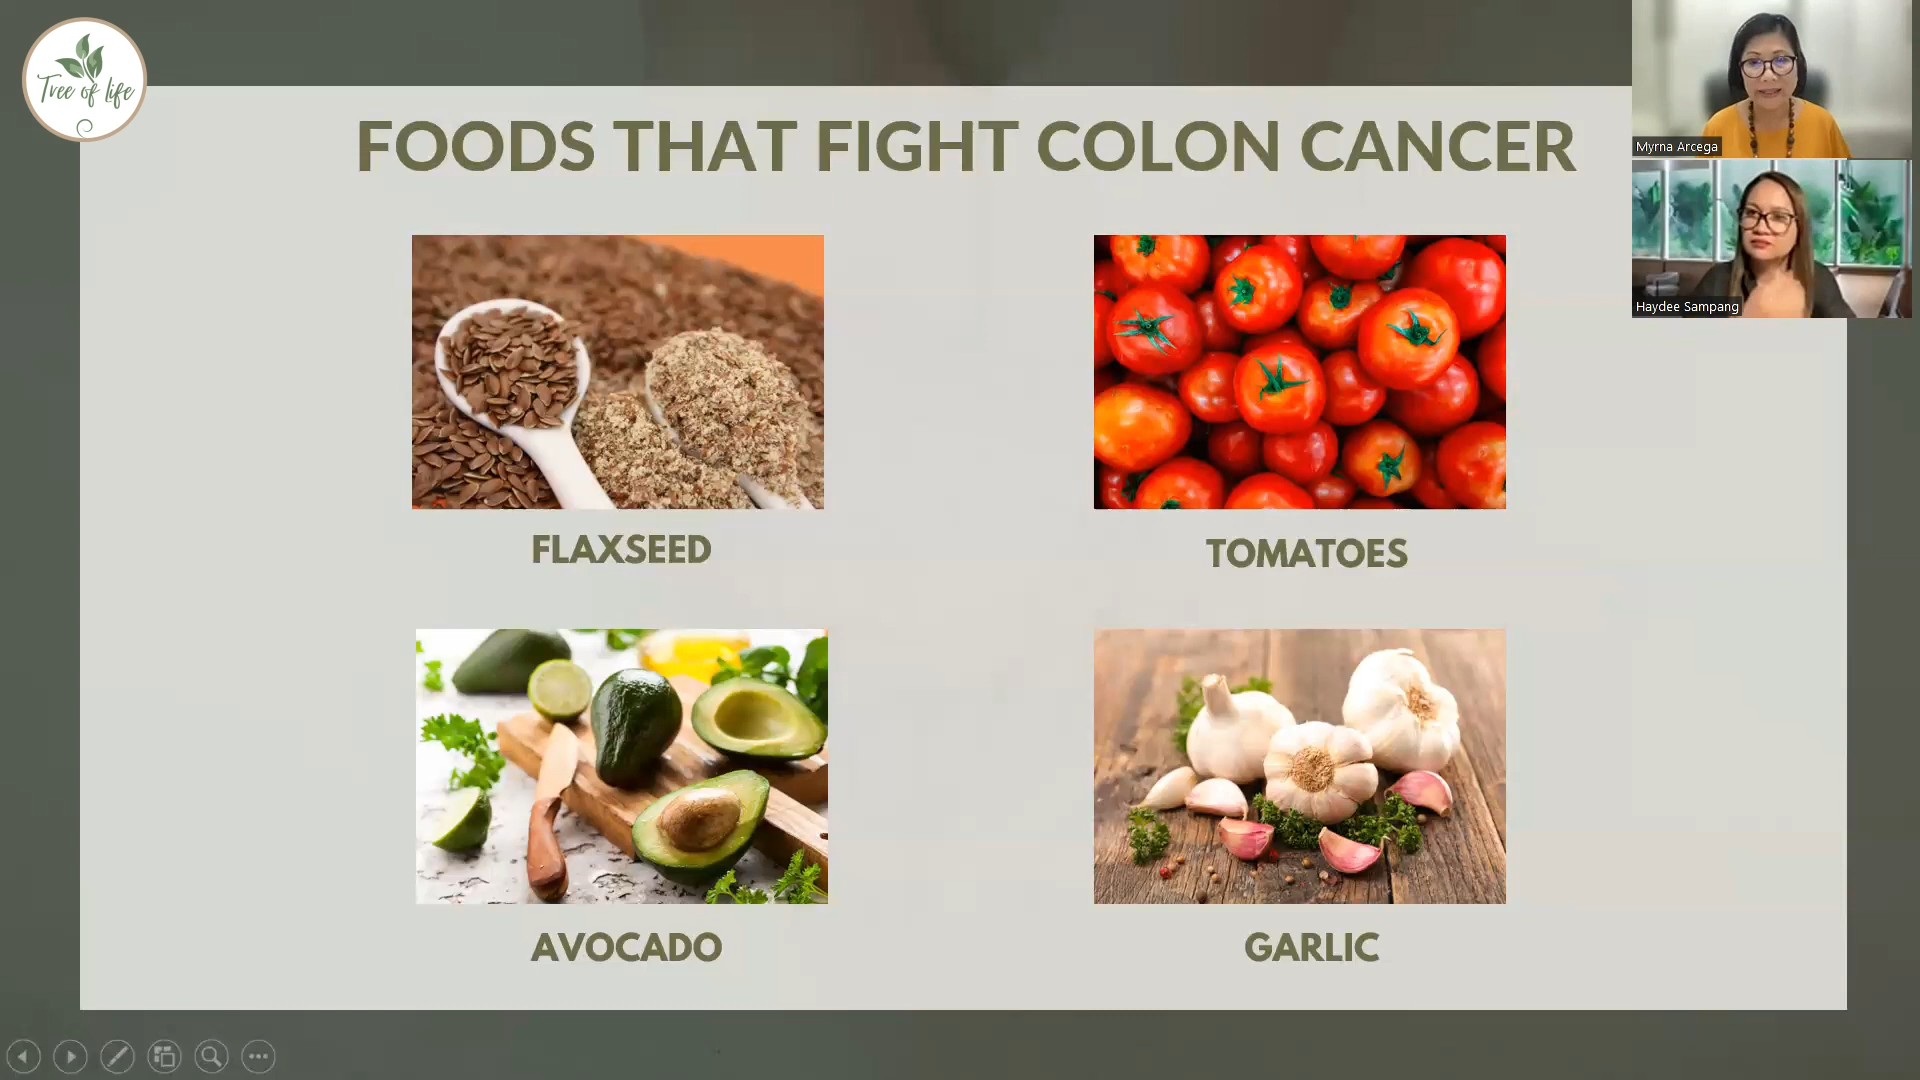 Tree of life
FOODS THAT FIGHT COLON CANCER
Myrna Arcega
Haydee Sampang
FLAXSEED
TOMATOES
AVOCADO
GARLIC